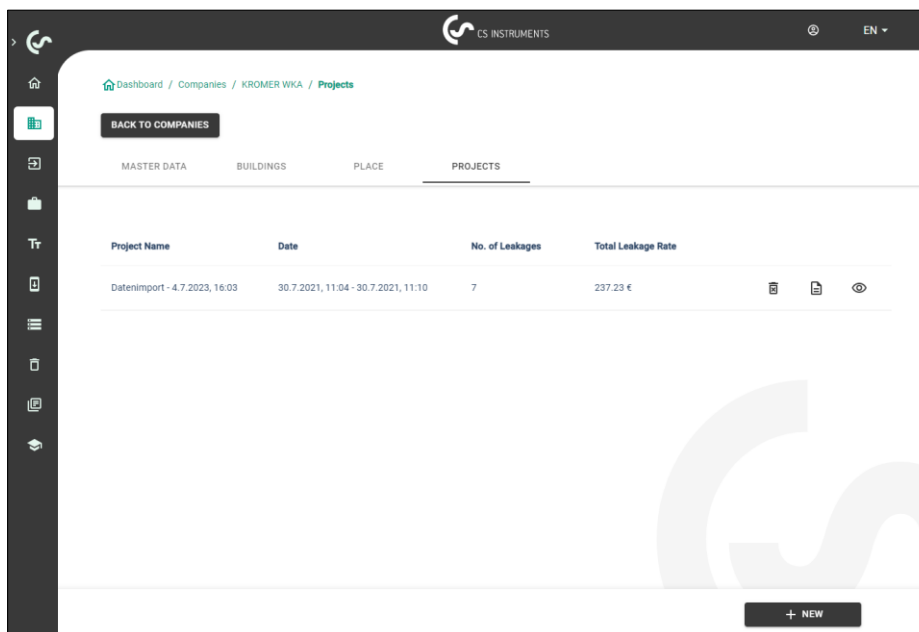 CS INSTRUMENTS
EN
Dashboard / Companies / KROMER WKA / Projects
BACK TO COMPANIES
MASTER DATA BUILDINGS PLACE PROJECTS
Project Name Date No. of Leakages Total Leakage Rate
Datenimport - 4.7.2023, 16:03 30.7.2021, 11:04 - 30.7.2021, 11:10 7 237.23 €
+ NEW